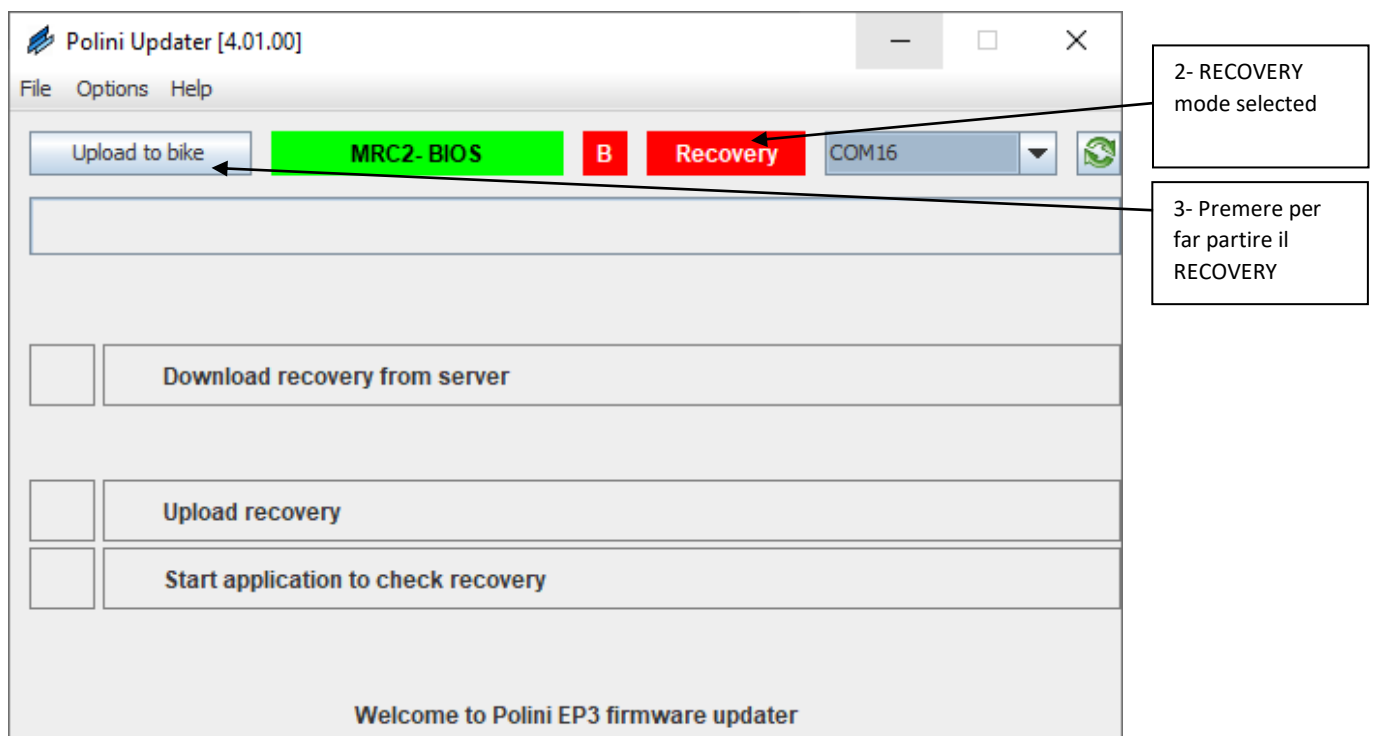 Polini Updater [4.01.00]
File Options Help
Upload to bike MRC2- BIOS B Recovery COM16
2- RECOVERY
mode selected
3- Premere per
far partire il
RECOVERY
Download recovery from server
Upload recovery
Start application to check recovery
Welcome to Polini EP3 firmware updater